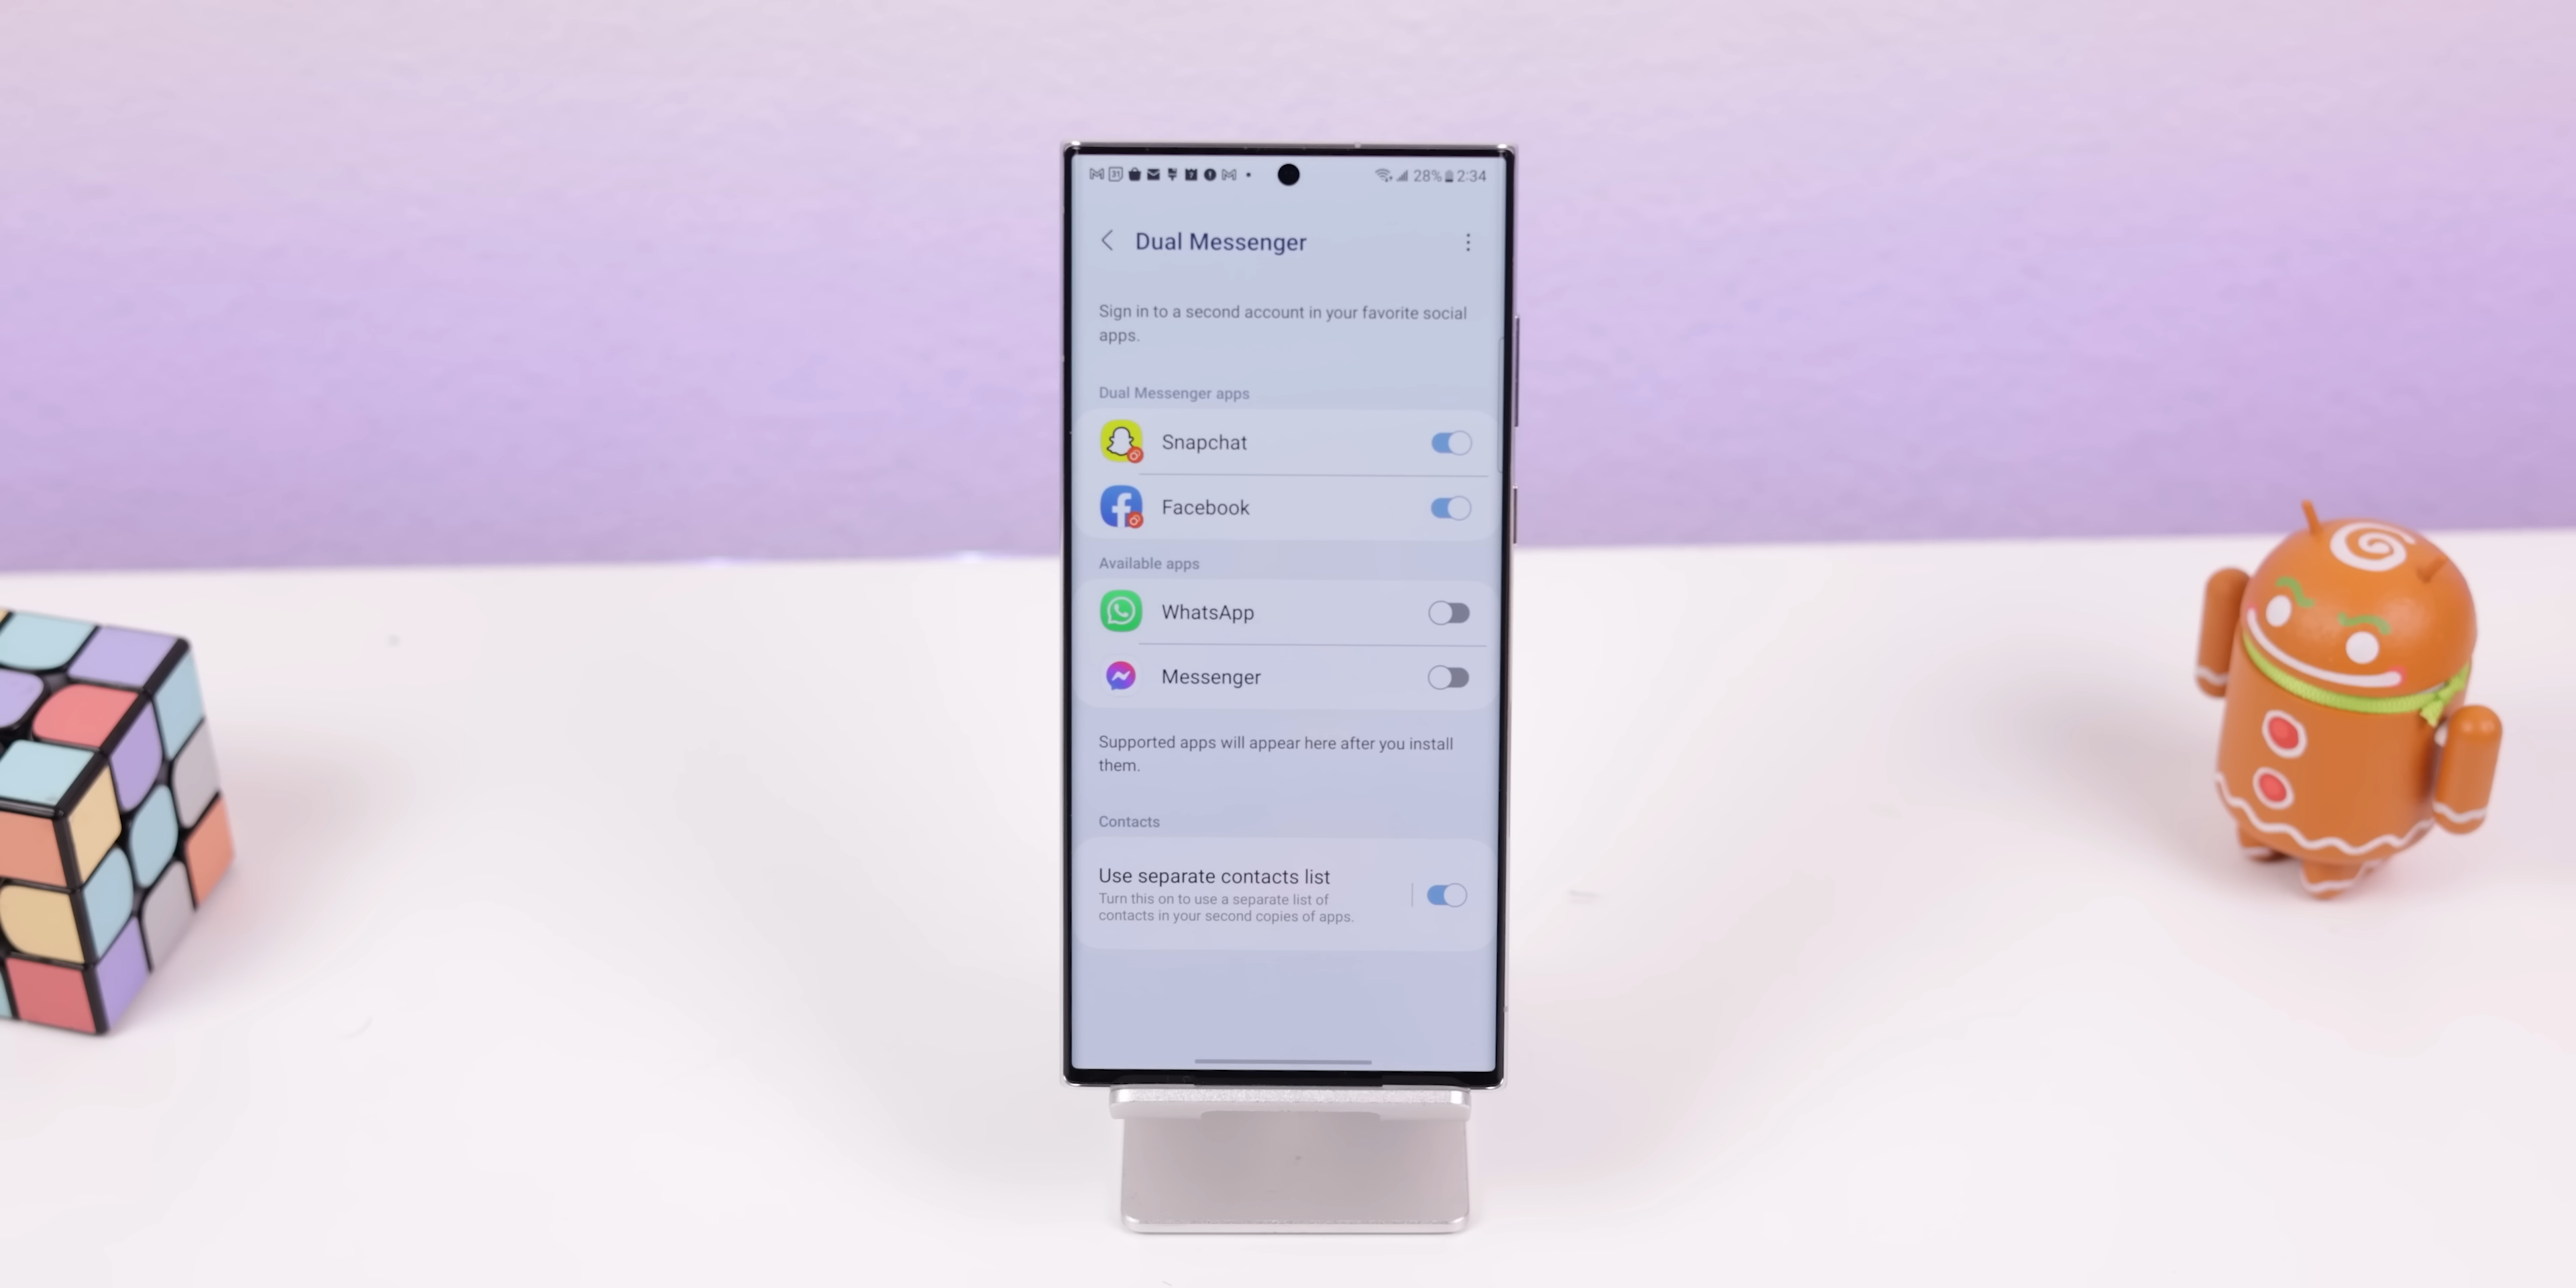 31 28% 2:34
Dual Messenger
Sign in to a second account in your favorite social
apps.
Dual Messenger apps
Snapchat
Facebook
Available apps
WhatsApp
Messenger
Supported apps will appear here after you install
them.
Contacts
Use separate contacts list
Turn this on to use a separate list of
contacts in your second copies of apps.